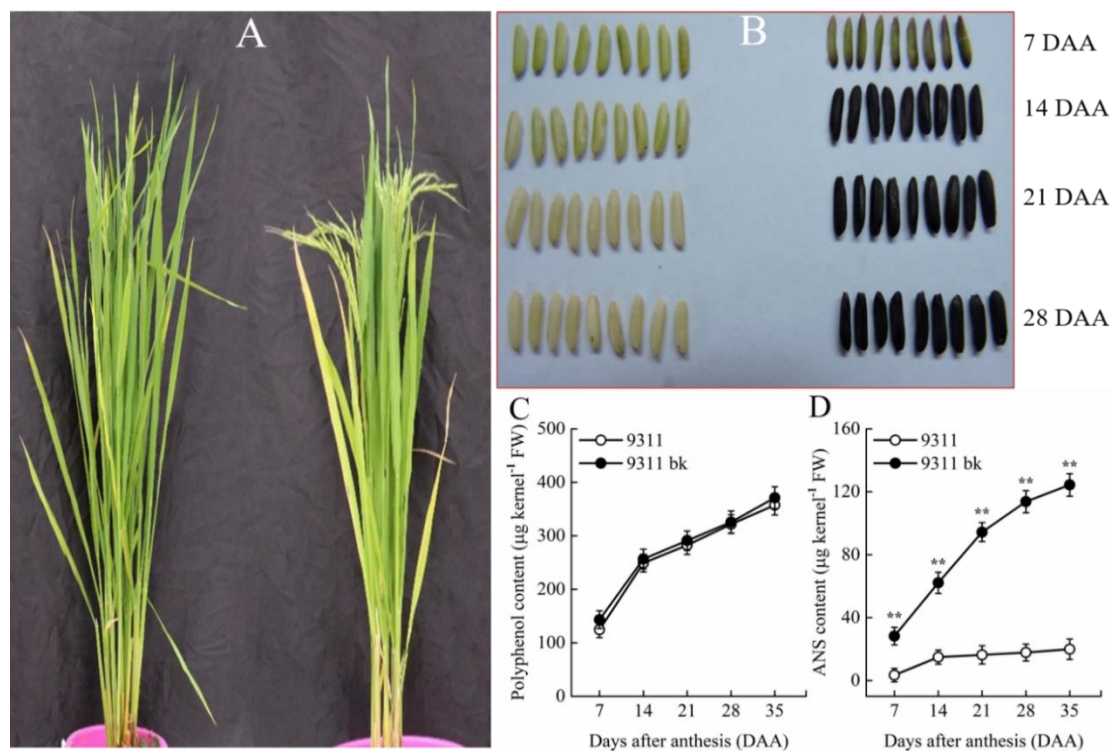 A
B
7 DAA
14 DAA
21 DAA
28 DAA
C
Polyphenol content (µg kernel⁻¹ FW)
500
400
300
200
100
0
9311
9311 bk
7 14 21 28 35
Days after anthesis (DAA)
D
ANS content (µg kernel⁻¹ FW)
160
120
80
40
0
9311
9311 bk
**
**
**
**
**
7 14 21 28 35
Days after anthesis (DAA)